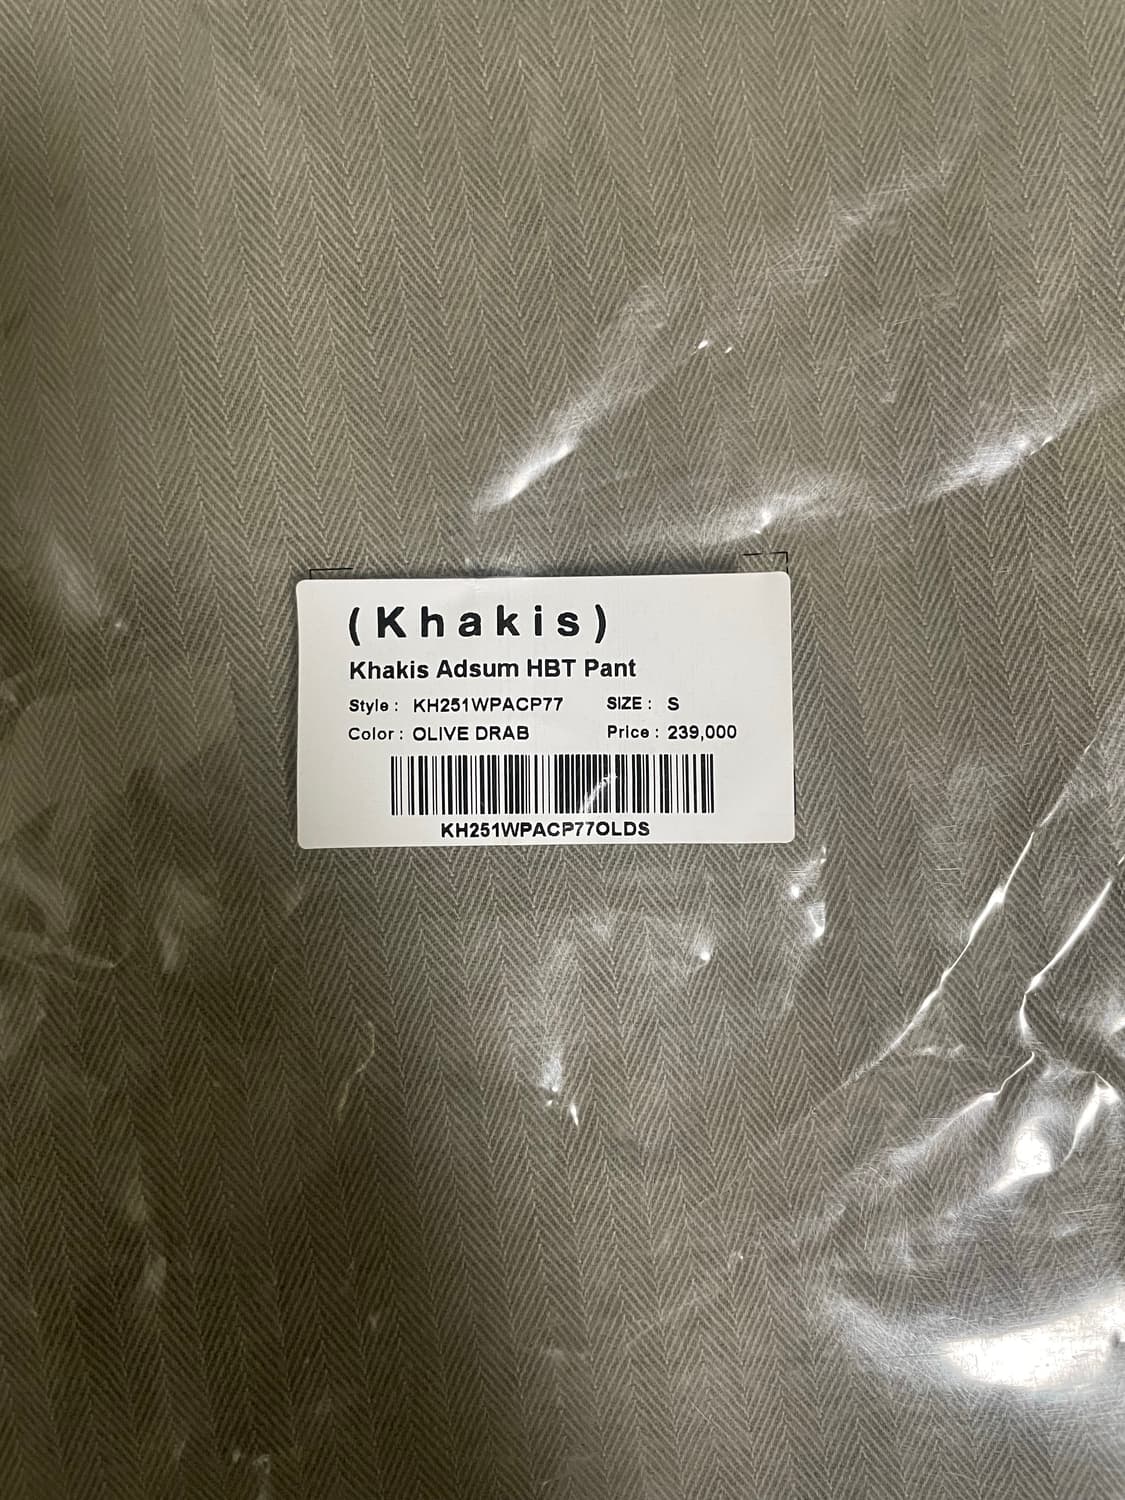 (Khakis)
Khakis Adsum HBT Pant
Style : KH251WPACP77 SIZE : S
Color : OLIVE DRAB Price : 239,000
KH251WPACP77OLDS